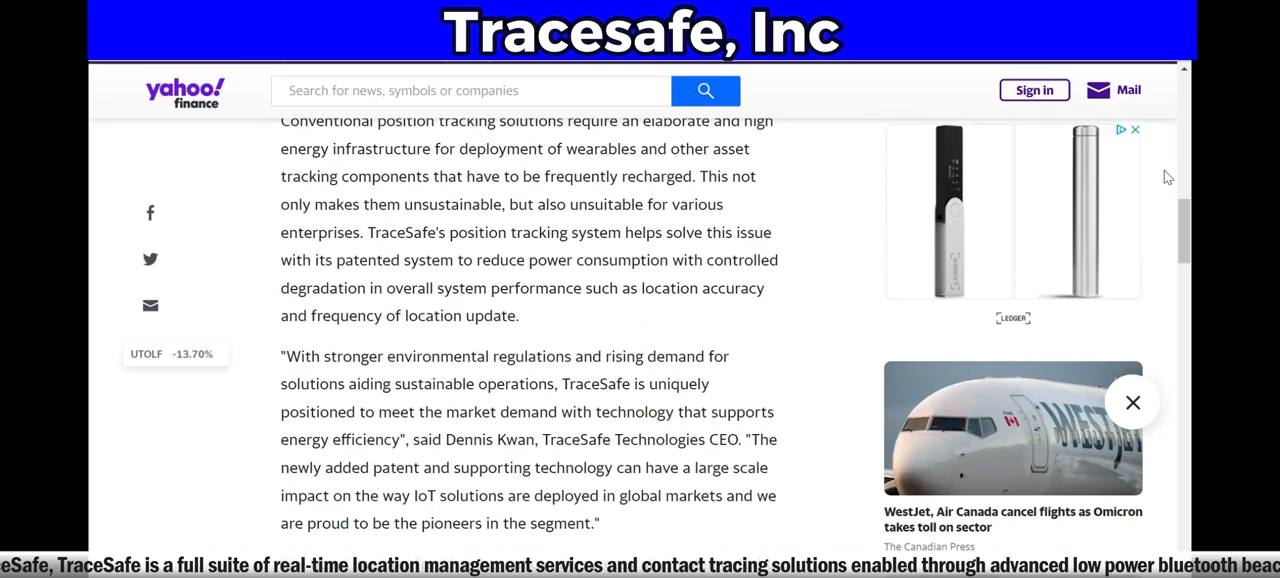 Tracesafe, Inc
yahoo!
finance
Search for news, symbols or companies
Sign in
Mail
Conventional position tracking solutions require an elaborate and high
energy infrastructure for deployment of wearables and other asset
tracking components that have to be frequently recharged. This not
only makes them unsustainable, but also unsuitable for various
enterprises. TraceSafe's position tracking system helps solve this issue
with its patented system to reduce power consumption with controlled
degradation in overall system performance such as location accuracy
and frequency of location update.
UTOLF -13.70%
"With stronger environmental regulations and rising demand for
solutions aiding sustainable operations, TraceSafe is uniquely
positioned to meet the market demand with technology that supports
energy efficiency", said Dennis Kwan, TraceSafe Technologies CEO. "The
newly added patent and supporting technology can have a large scale
impact on the way IoT solutions are deployed in global markets and we
are proud to be the pioneers in the segment."
LEDGER
WESTJET
WestJet, Air Canada cancel flights as Omicron
takes toll on sector
The Canadian Press
eSafe, TraceSafe is a full suite of real-time location management services and contact tracing solutions enabled through advanced low power bluetooth beac